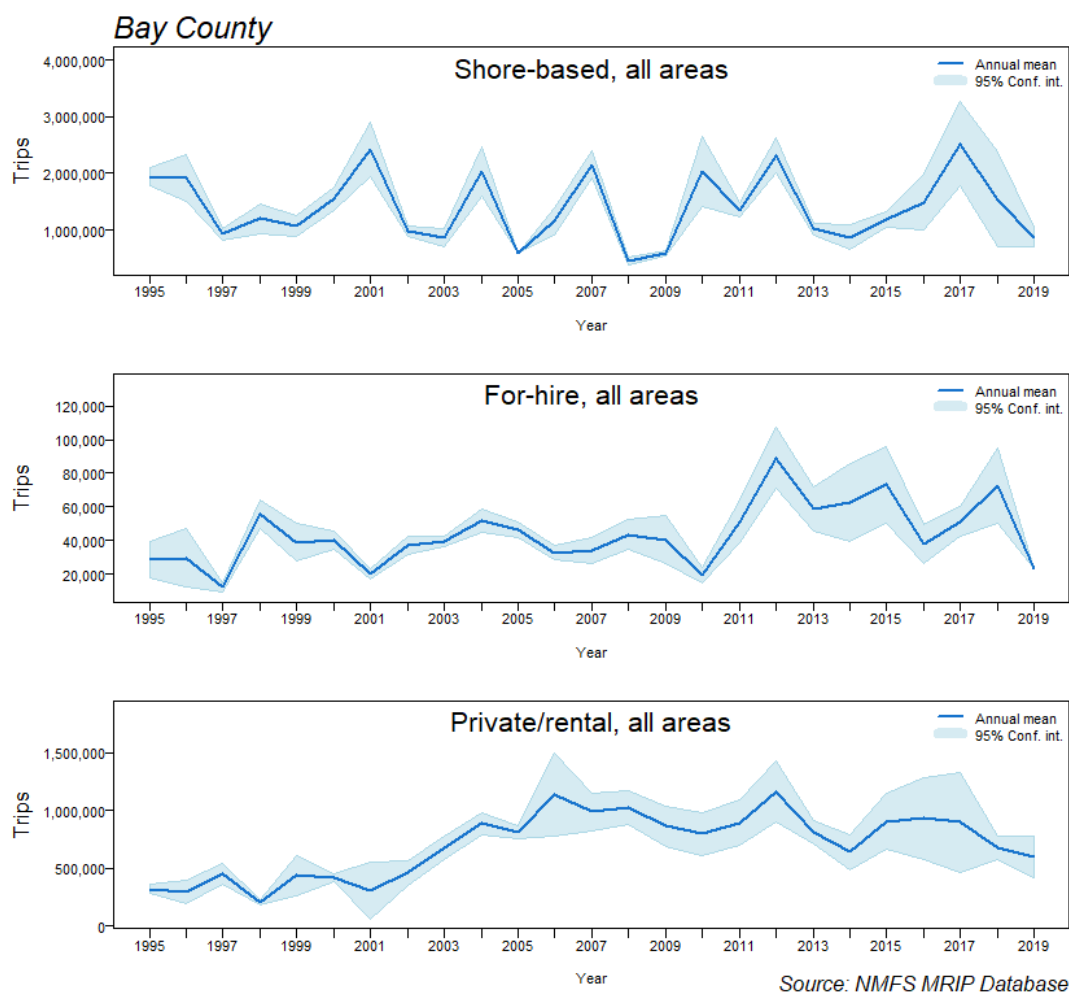 Bay County
Shore-based, all areas
Annual mean
95% Conf. int.
Trips
4,000,000
3,000,000
2,000,000
1,000,000
1995 1997 1999 2001 2003 2005 2007 2009 2011 2013 2015 2017 2019
Year
For-hire, all areas
Annual mean
95% Conf. int.
Trips
120,000
100,000
80,000
60,000
40,000
20,000
1995 1997 1999 2001 2003 2005 2007 2009 2011 2013 2015 2017 2019
Year
Private/rental, all areas
Annual mean
95% Conf. int.
Trips
1,500,000
1,000,000
500,000
0
1995 1997 1999 2001 2003 2005 2007 2009 2011 2013 2015 2017 2019
Year
Source: NMFS MRIP Database